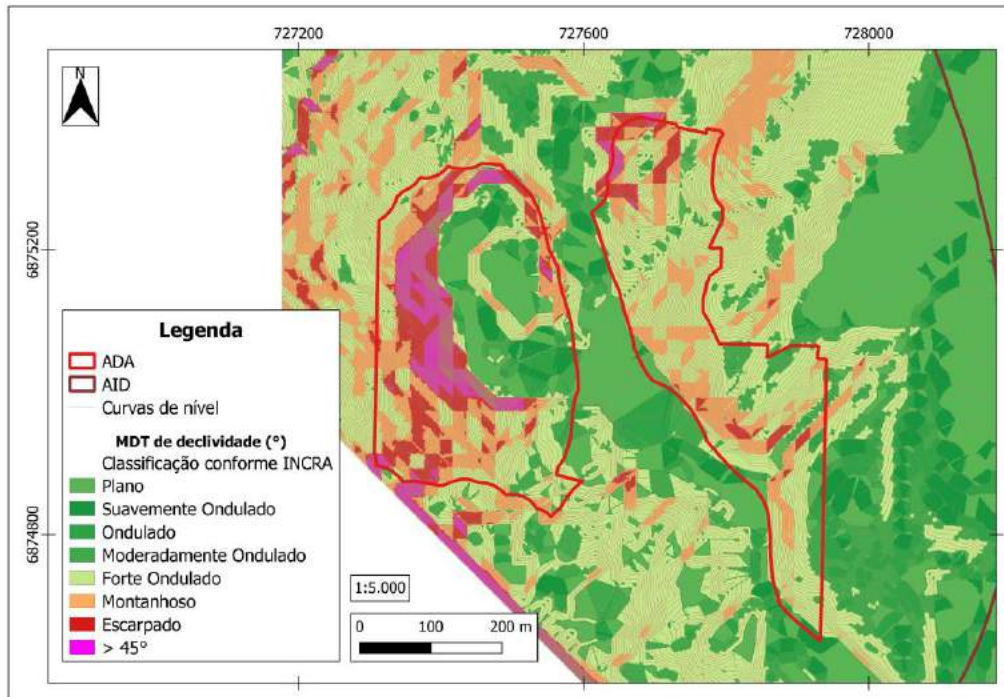 727200
727600
728000
N
6875200
6874800
Legenda
ADA
AID
Curvas de nível
MDT de declividade (°)
Classificação conforme INCRA
Plano
Suavemente Ondulado
Ondulado
Moderadamente Ondulado
Forte Ondulado
Montanhoso
Escarpado
> 45°
1:5.000
0 100 200 m